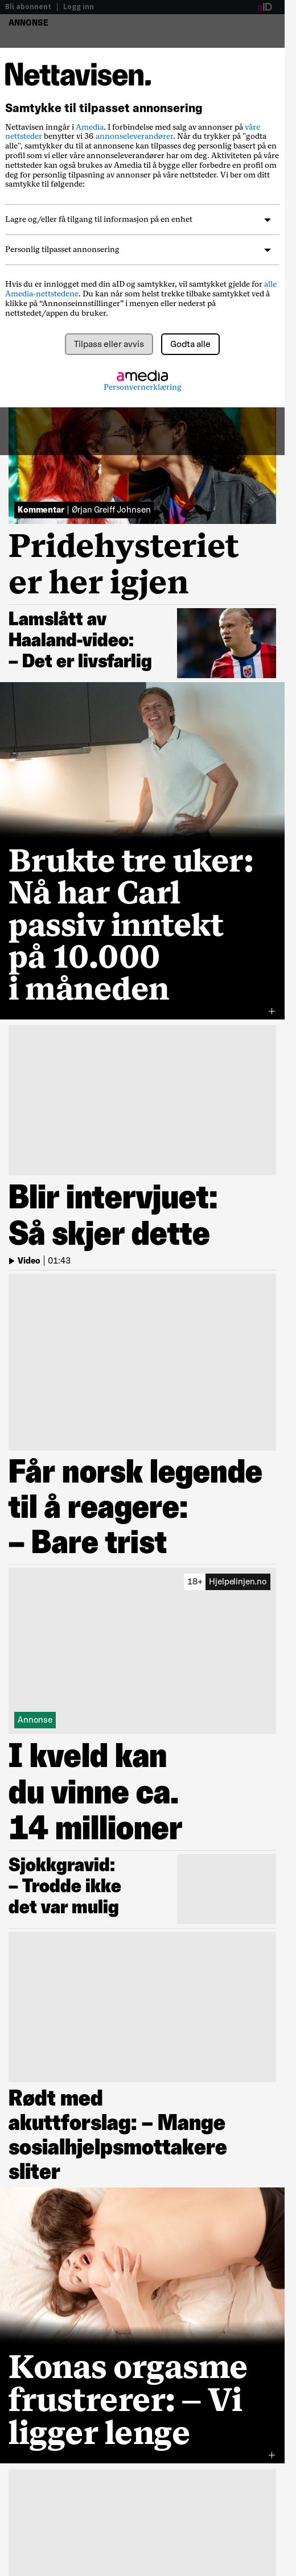 Bli abonnent | Logg inn
aID
ANNONSE
Nettavisen.
Samtykke til tilpasset annonsering
Nettavisen inngår i Amedia. I forbindelse med salg av annonser på våre
nettsteder benytter vi 36 annonseleverandører. Når du trykker på "godta
alle", samtykker du til at annonsene kan tilpasses deg personlig basert på en
profil som vi eller våre annonseleverandører har om deg. Aktiviteten på våre
nettsteder kan også brukes av Amedia til å bygge eller forbedre en profil om
deg for personlig tilpasning av annonser på våre nettsteder. Vi ber om ditt
samtykke til følgende:
Lagre og/eller få tilgang til informasjon på en enhet
Personlig tilpasset annonsering
Hvis du er innlogget med din aID og samtykker, vil samtykket gjelde for alle
Amedia-nettstedene. Du kan når som helst trekke tilbake samtykket ved å
klikke på “Annonseinnstillinger” i menyen eller nederst på
nettstedet/appen du bruker.
Tilpass eller avvis
Godta alle
amedia
Personvernerklæring
Kommentar | Ørjan Greiff Johnsen
Pridehysteriet
er her igjen
Lamslått av
Haaland-video:
– Det er livsfarlig
Brukte tre uker:
Nå har Carl
passiv inntekt
på 10.000
i måneden
+
Blir intervjuet:
Så skjer dette
Video | 01:43
Får norsk legende
til å reagere:
– Bare trist
18+ Hjelpelinjen.no
Annonse
I kveld kan
du vinne ca.
14 millioner
Sjokkgravid:
– Trodde ikke
det var mulig
Rødt med
akuttforslag: – Mange
sosialhjelpsmottakere
sliter
Konas orgasme
frustrerer: – Vi
ligger lenge
+